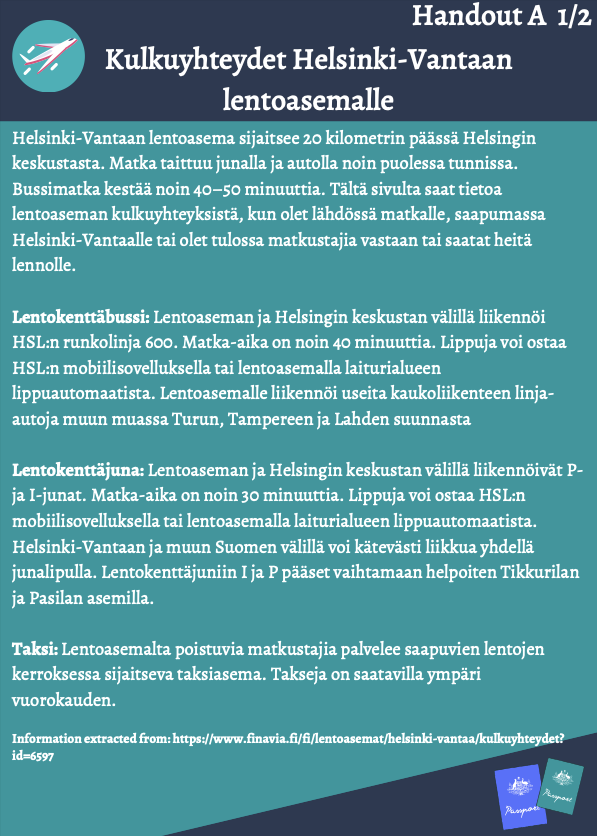 Handout A 1/2
Kulkuyhteydet Helsinki-Vantaan
lentoasemalle
Helsinki-Vantaan lentoasema sijaitsee 20 kilometrin päässä Helsingin
keskustasta. Matka taittuu junalla ja autolla noin puolessa tunnissa.
Bussimatka kestää noin 40–50 minuuttia. Tältä sivulta saat tietoa
lentoaseman kulkuyhteyksistä, kun olet lähdössä matkalle, saapumassa
Helsinki-Vantaalle tai olet tulossa matkustajia vastaan tai saatat heitä
lennolle.
Lentokenttäbussi: Lentoaseman ja Helsingin keskustan välillä liikennöi
HSL:n runkolinja 600. Matka-aika on noin 40 minuuttia. Lippuja voi ostaa
HSL:n mobiilisovelluksella tai lentoasemalla laiturialueen
lippuautomaatista. Lentoasemalle liikennöi useita kaukoliikenteen linja-
autoja muun muassa Turun, Tampereen ja Lahden suunnasta
Lentokenttäjuna: Lentoaseman ja Helsingin keskustan välillä liikennöivät P-
ja I-junat. Matka-aika on noin 30 minuuttia. Lippuja voi ostaa HSL:n
mobiilisovelluksella tai lentoasemalla laiturialueen lippuautomaatista.
Helsinki-Vantaan ja muun Suomen välillä voi kätevästi liikkua yhdellä
junalipulla. Lentokenttäjuniin I ja P pääset vaihtamaan helpoiten Tikkurilan
ja Pasilan asemilla.
Taksi: Lentoasemalta poistuvia matkustajia palvelee saapuvien lentojen
kerroksessa sijaitseva taksiasema. Takseja on saatavilla ympäri
vuorokauden.
Information extracted from: https://www.finavia.fi/fi/lentoasemat/helsinki-vantaa/kulkuyhteydet?
id=6597
Passport
Passport